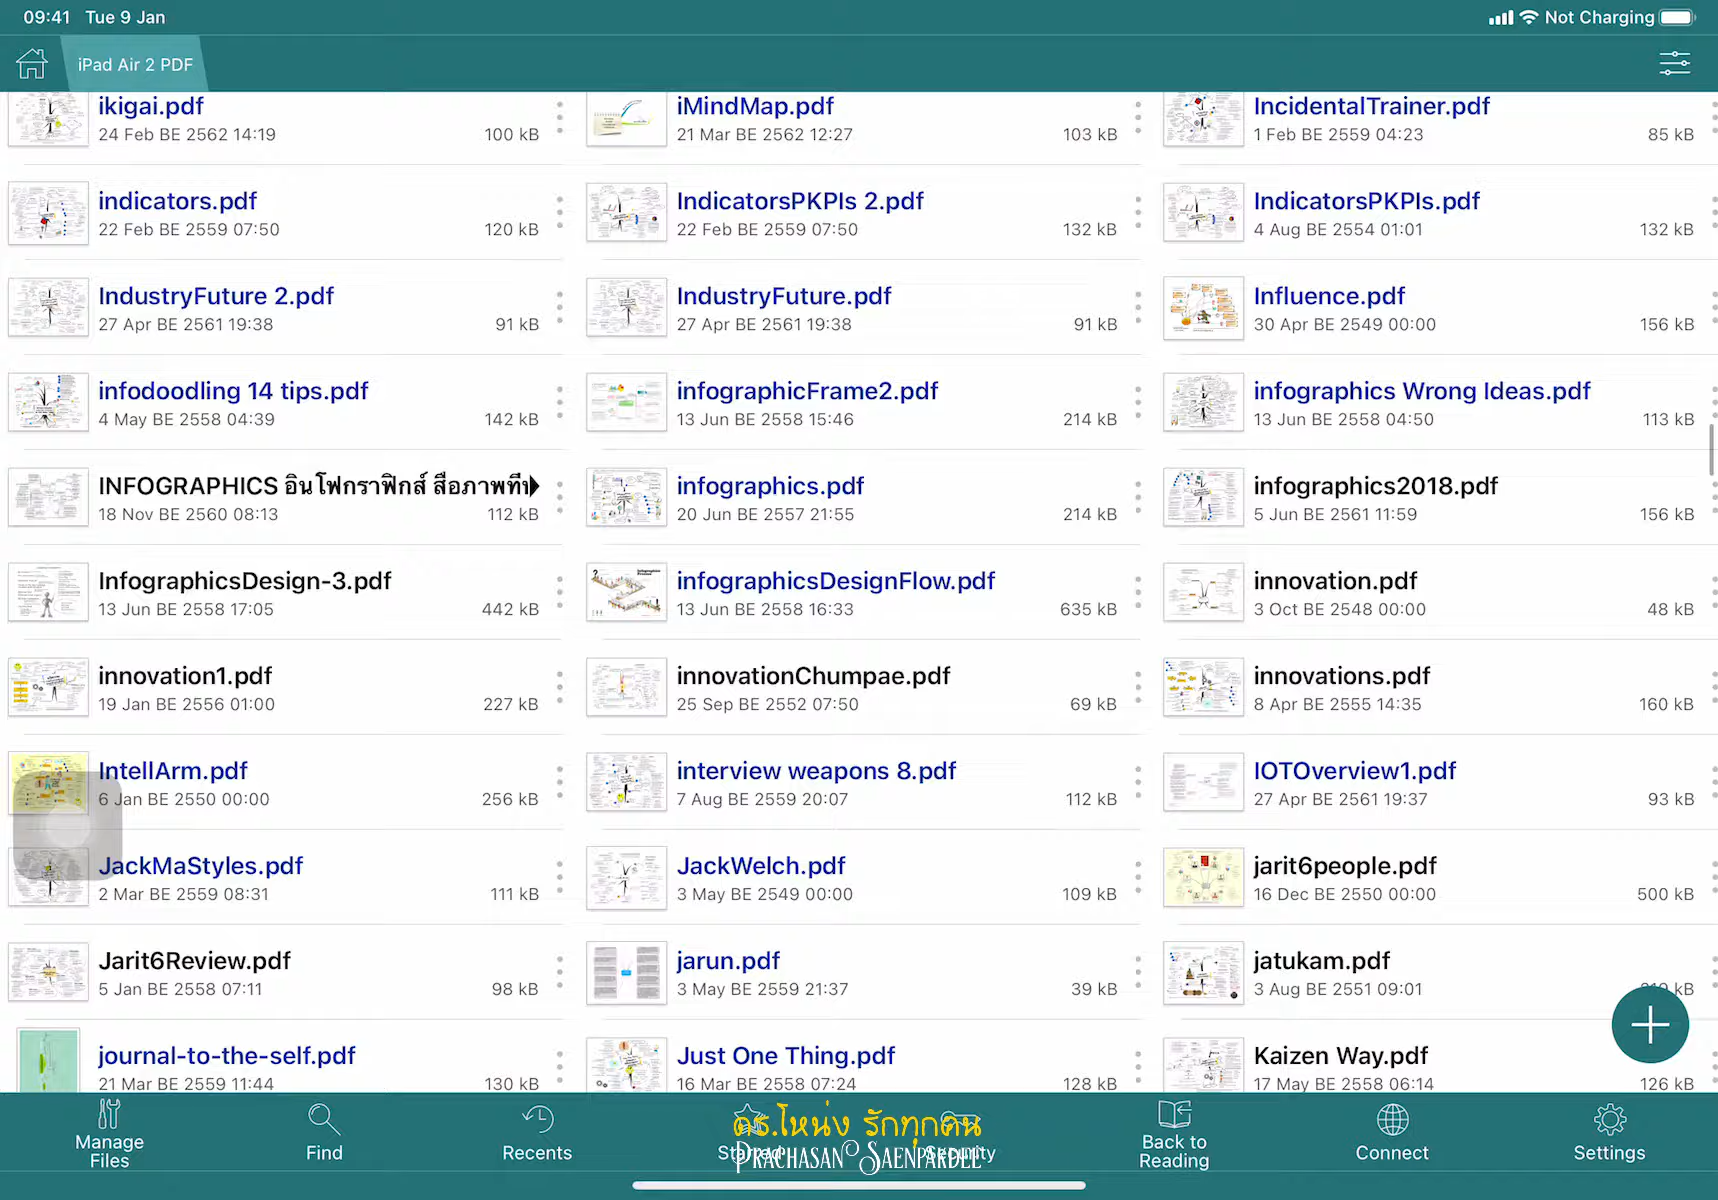 09:41 Tue 9 Jan Not Charging
iPad Air 2 PDF
ikigai.pdf
24 Feb BE 2562 14:19 100 kB
iMindMap.pdf
21 Mar BE 2562 12:27 103 kB
IncidentalTrainer.pdf
1 Feb BE 2559 04:23 85 kB
indicators.pdf
22 Feb BE 2559 07:50 120 kB
IndicatorsPKPIs 2.pdf
22 Feb BE 2559 07:50 132 kB
IndicatorsPKPIs.pdf
4 Aug BE 2554 01:01 132 kB
IndustryFuture 2.pdf
27 Apr BE 2561 19:38 91 kB
IndustryFuture.pdf
27 Apr BE 2561 19:38 91 kB
Influence.pdf
30 Apr BE 2549 00:00 156 kB
infodoodling 14 tips.pdf
4 May BE 2558 04:39 142 kB
infographicFrame2.pdf
13 Jun BE 2558 15:46 214 kB
infographics Wrong Ideas.pdf
13 Jun BE 2558 04:50 113 kB
INFOGRAPHICS อินโฟกราฟิกส์
18 Nov BE 2560 08:13 112 kB
infographics.pdf
20 Jun BE 2557 21:55 214 kB
infographics2018.pdf
5 Jun BE 2561 11:59 156 kB
InfographicsDesign-3.pdf
13 Jun BE 2558 17:05 442 kB
infographicsDesignFlow.pdf
13 Jun BE 2558 16:33 635 kB
innovation.pdf
3 Oct BE 2548 00:00 48 kB
innovation1.pdf
19 Jan BE 2556 01:00 227 kB
innovationChumpae.pdf
25 Sep BE 2552 07:50 69 kB
innovations.pdf
8 Apr BE 2555 14:35 160 kB
IntellArm.pdf
6 Jan BE 2550 00:00 256 kB
interview weapons 8.pdf
7 Aug BE 2559 20:07 112 kB
IOTOverview1.pdf
27 Apr BE 2561 19:37 93 kB
JackMaStyles.pdf
2 Mar BE 2559 08:31 111 kB
JackWelch.pdf
3 May BE 2549 00:00 109 kB
jarit6people.pdf
16 Dec BE 2550 00:00 500 kB
Jarit6Review.pdf
5 Jan BE 2558 07:11 98 kB
jarun.pdf
3 May BE 2559 21:37 39 kB
jatukam.pdf
3 Aug BE 2551 09:01 kB
journal-to-the-self.pdf
21 Mar BE 2559 11:44 130 kB
Just One Thing.pdf
16 Mar BE 2558 07:24 128 kB
Kaizen Way.pdf
17 May BE 2558 06:14 126 kB
ดร.โหน่ง รักทุกคน
PRACHASAN SAENPAKDEE
Manage Files
Find
Recents
Back to Reading
Connect
Settings